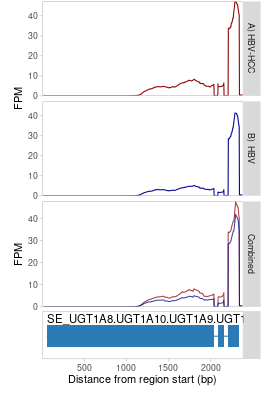 40
30
20
10
0
FPM
A) HBV-HCC
40
30
20
10
0
FPM
B) HBV
40
30
20
10
0
FPM
Combined
SE_UGT1A8.UGT1A10.UGT1A9.UGT1
500 1000 1500 2000
Distance from region start (bp)